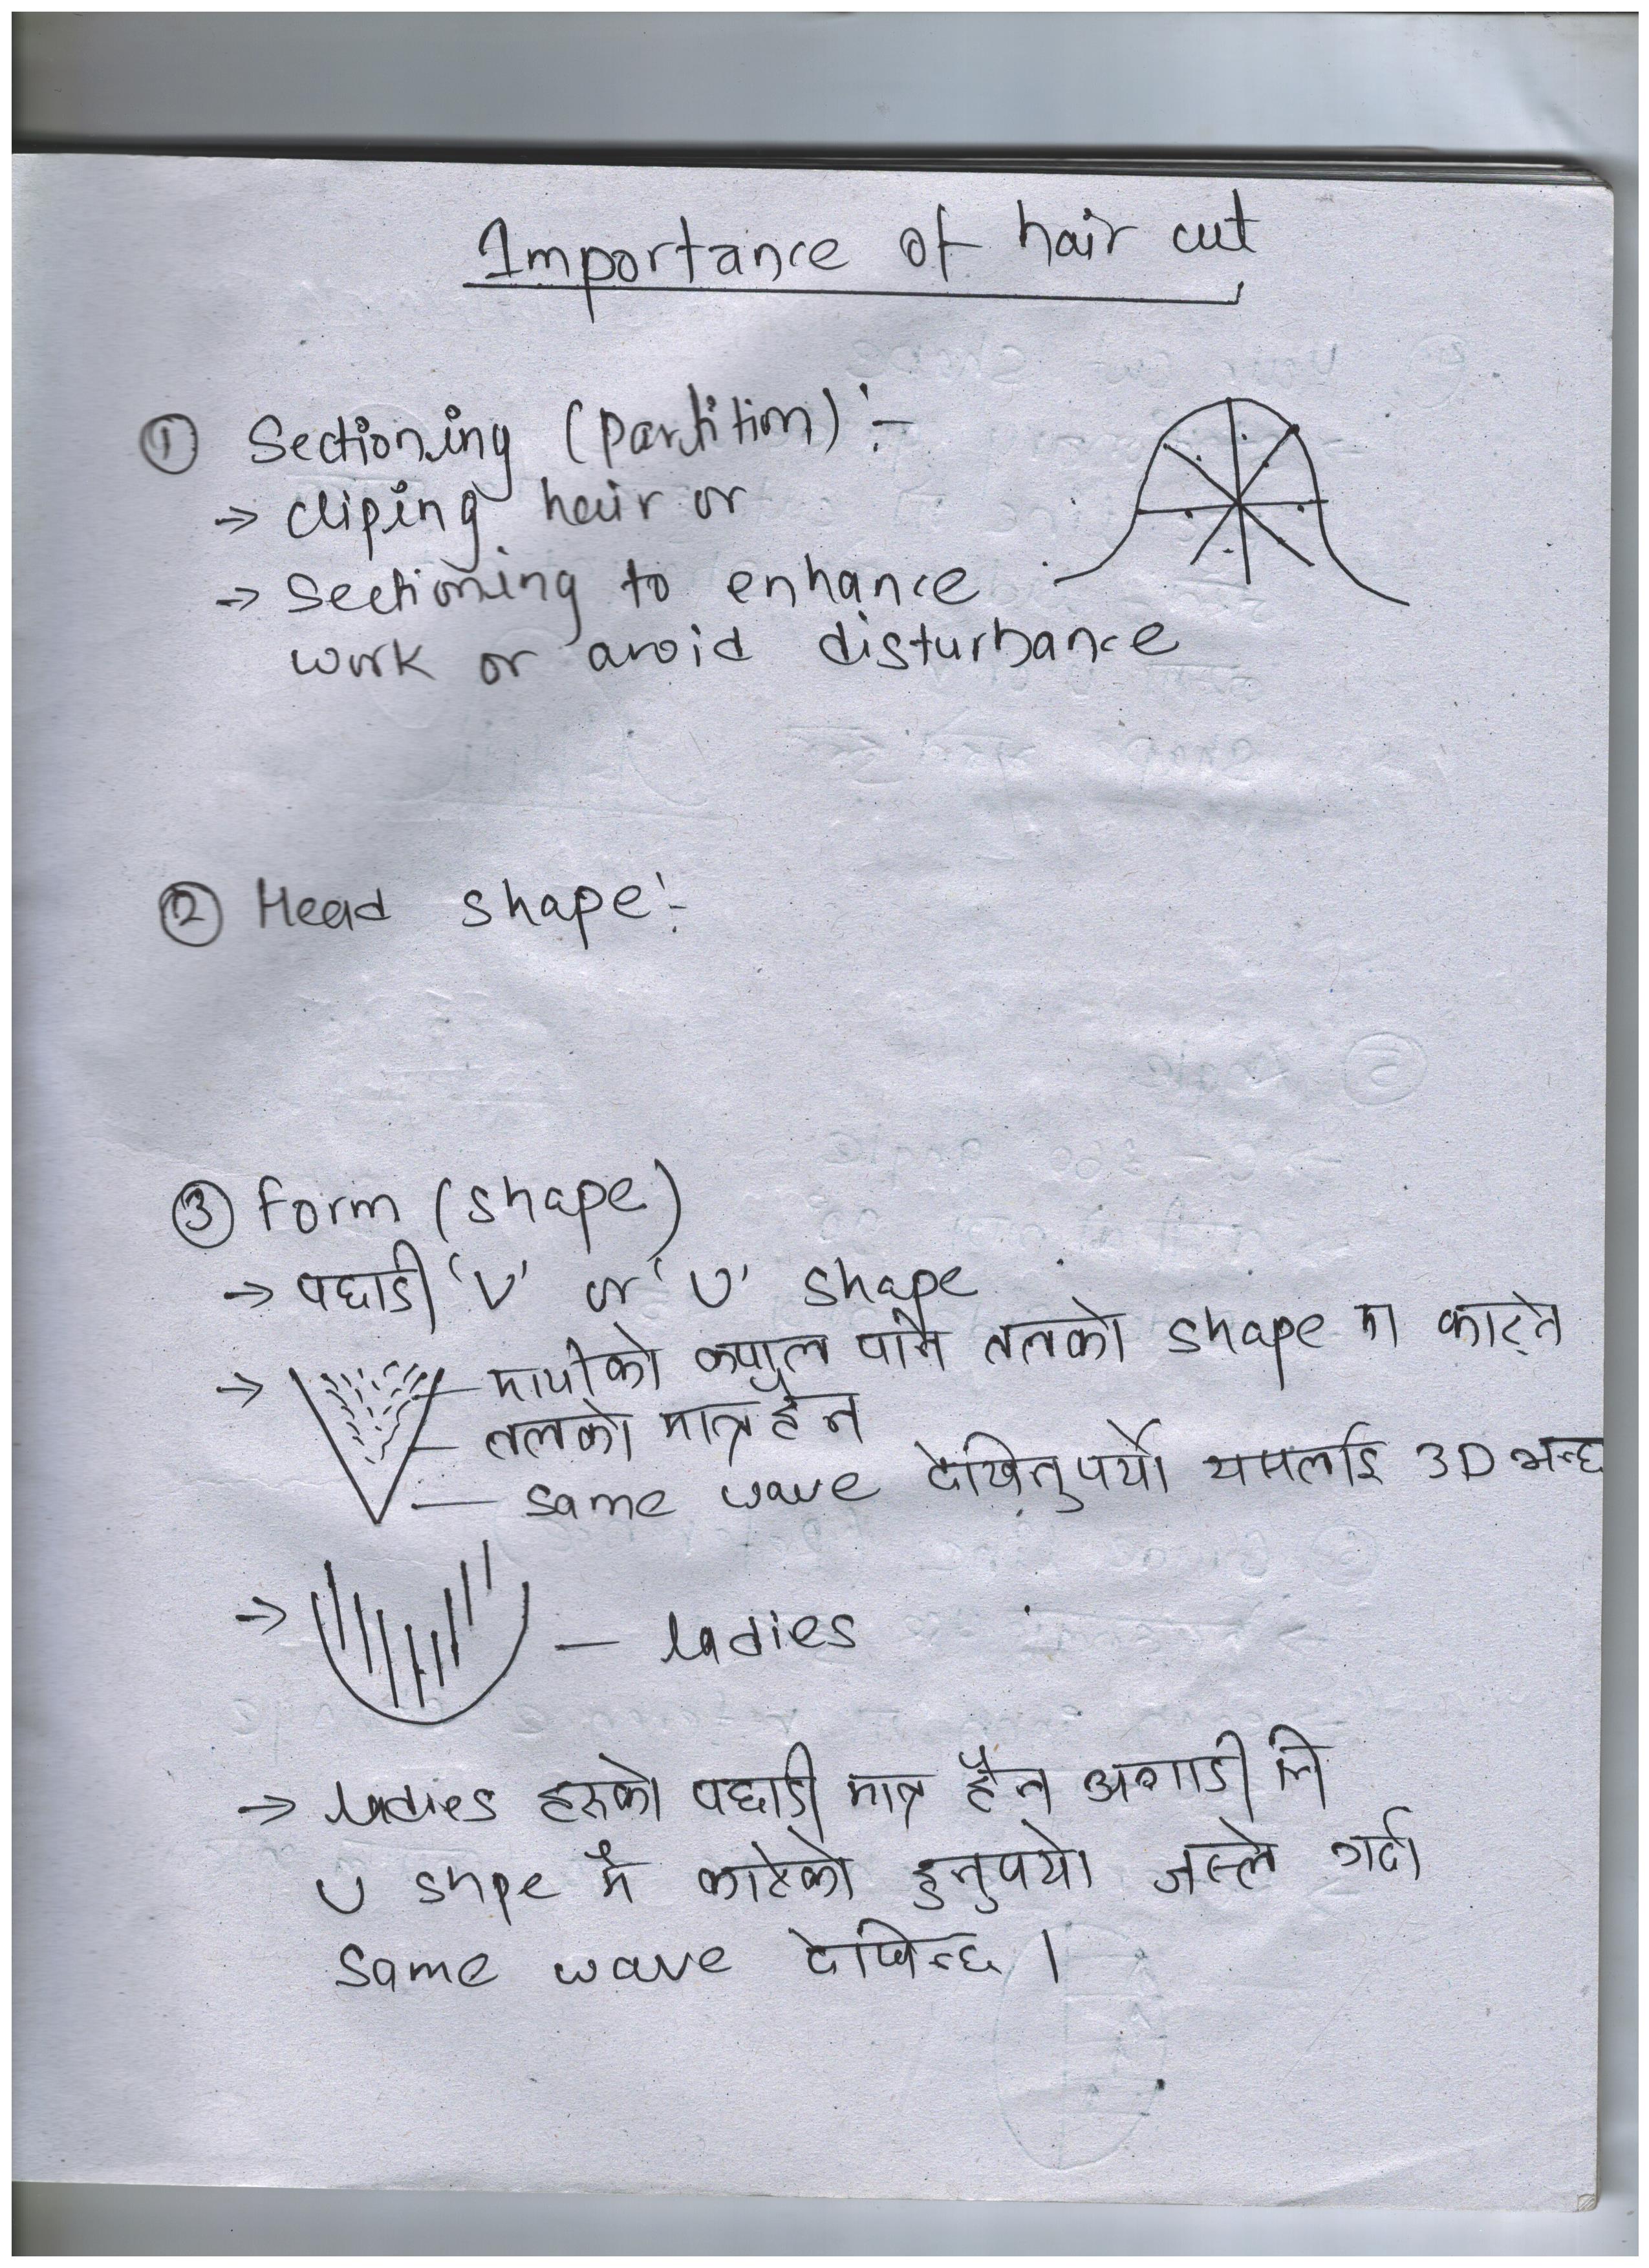 Importance of hair cut
① Sectioning (Partition) :-
→ cliping hair or
→ Sectioning to enhance
work or avoid disturbance
② Head shape :-
③ Form (shape)
→ पछाडी 'V' or 'U' shape
→ — माथीको कपाल पनि तलको shape मा काट्ने
— तलको मात्र हैन
— same wave देखिनुपर्यो यसलाई 3D भन्छ
→ — ladies
→ ladies हरुको पछाडी मात्र हैन अगाडी नि
U shpe मै काटेको हुनुपर्यो जस्ले गर्दा
same wave देखिन्छ ।